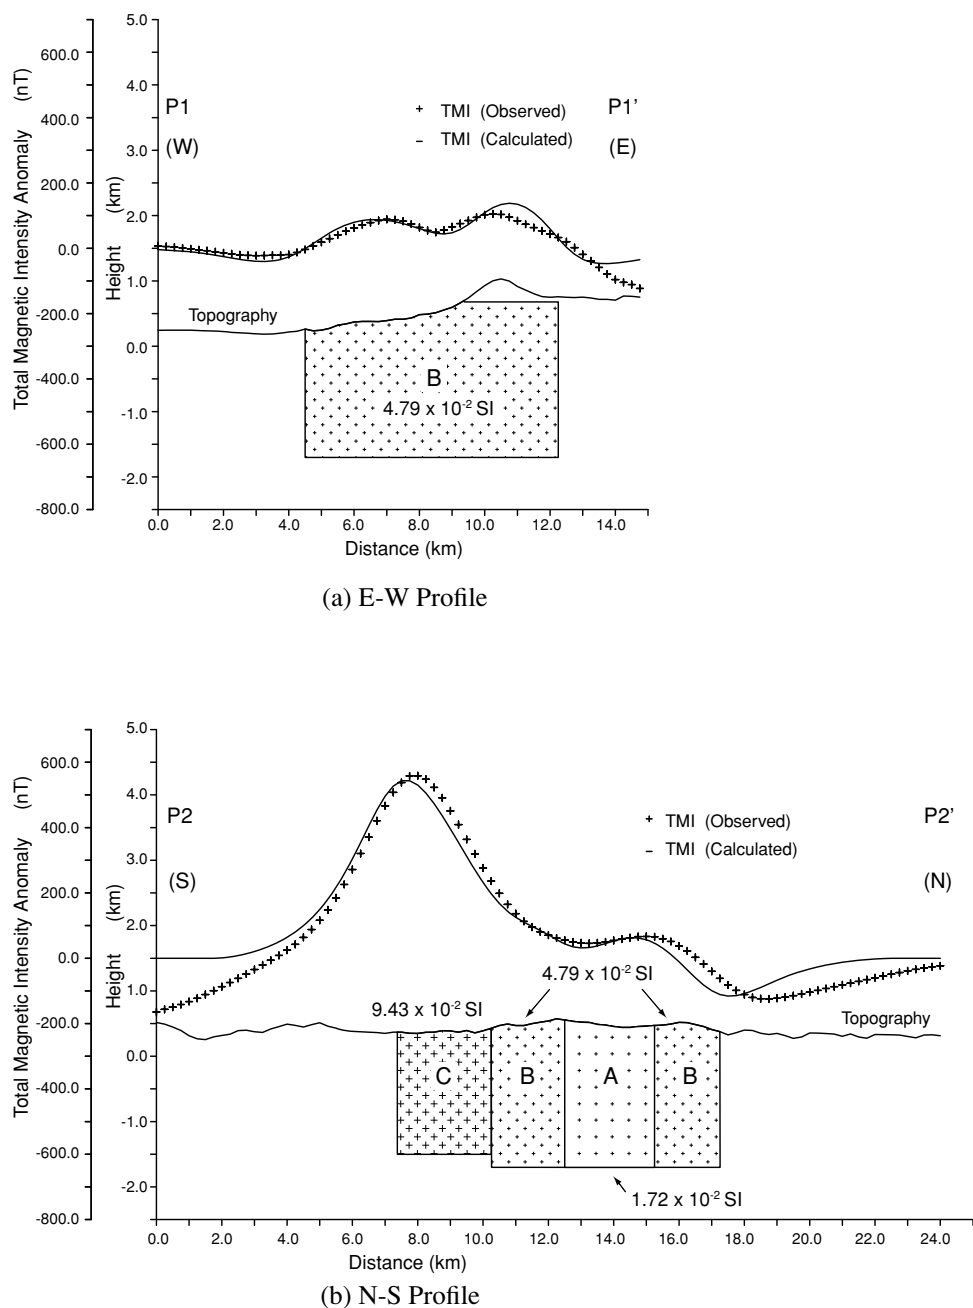 5.0
600.0
4.0
400.0
P1
+ TMI (Observed)
P1’
– TMI (Calculated)
(W)
(E)
3.0
200.0
2.0
0.0
1.0
Topography
-200.0
0.0
B
-400.0
4.79 x 10-2 SI
-1.0
-600.0
-2.0
-800.0
Total Magnetic Intensity Anomaly (nT)
Height (km)
0.0 2.0 4.0 6.0 8.0 10.0 12.0 14.0
Distance (km)
(a) E-W Profile
5.0
600.0
4.0
400.0
P2
+ TMI (Observed)
P2’
– TMI (Calculated)
(S)
(N)
3.0
200.0
2.0
0.0
4.79 x 10-2 SI
1.0
9.43 x 10-2 SI
-200.0
Topography
0.0
C B A B
-400.0
-1.0
-600.0
-2.0
1.72 x 10-2 SI
-800.0
Total Magnetic Intensity Anomaly (nT)
Height (km)
0.0 2.0 4.0 6.0 8.0 10.0 12.0 14.0 16.0 18.0 20.0 22.0 24.0
Distance (km)
(b) N-S Profile